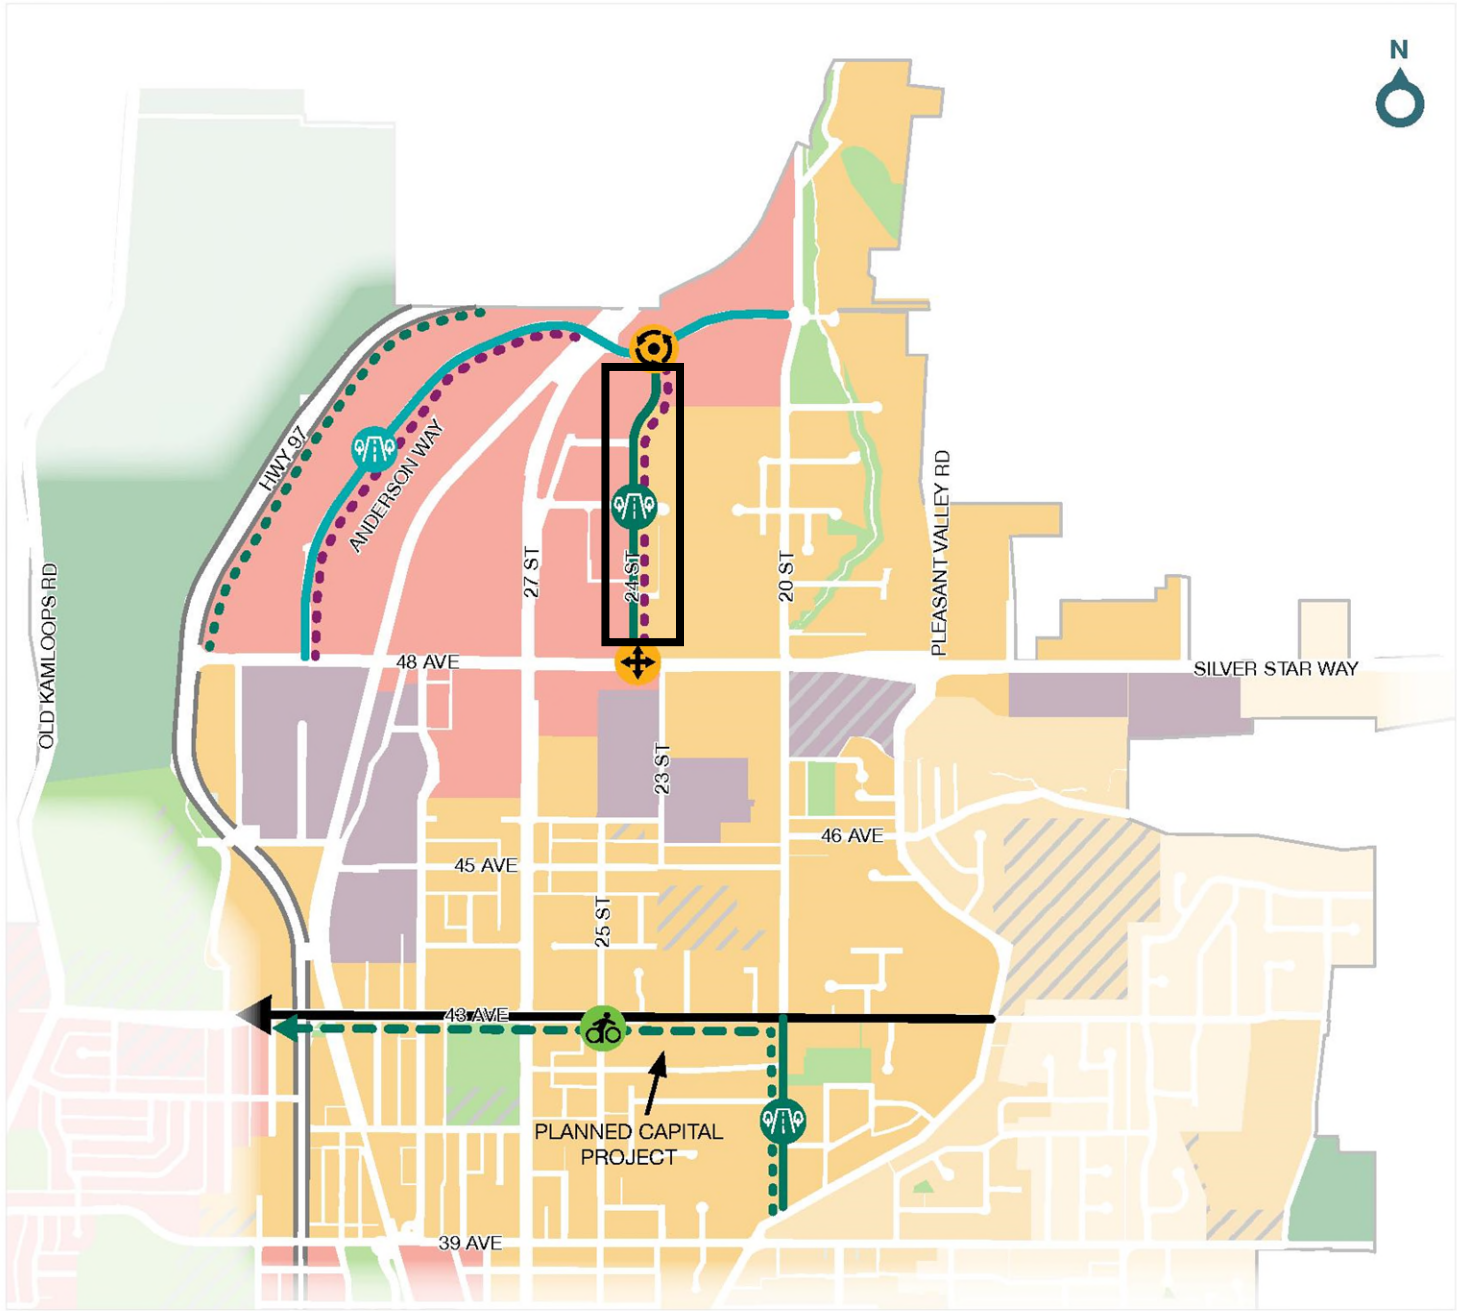 N
HWY 97
ANDERSON WAY
PLEASANT VALLEY RD
27 ST
24 ST
20 ST
OLD KAMLOOPS RD
48 AVE
SILVER STAR WAY
23 ST
46 AVE
45 AVE
25 ST
43 AVE
PLANNED CAPITAL
PROJECT
39 AVE